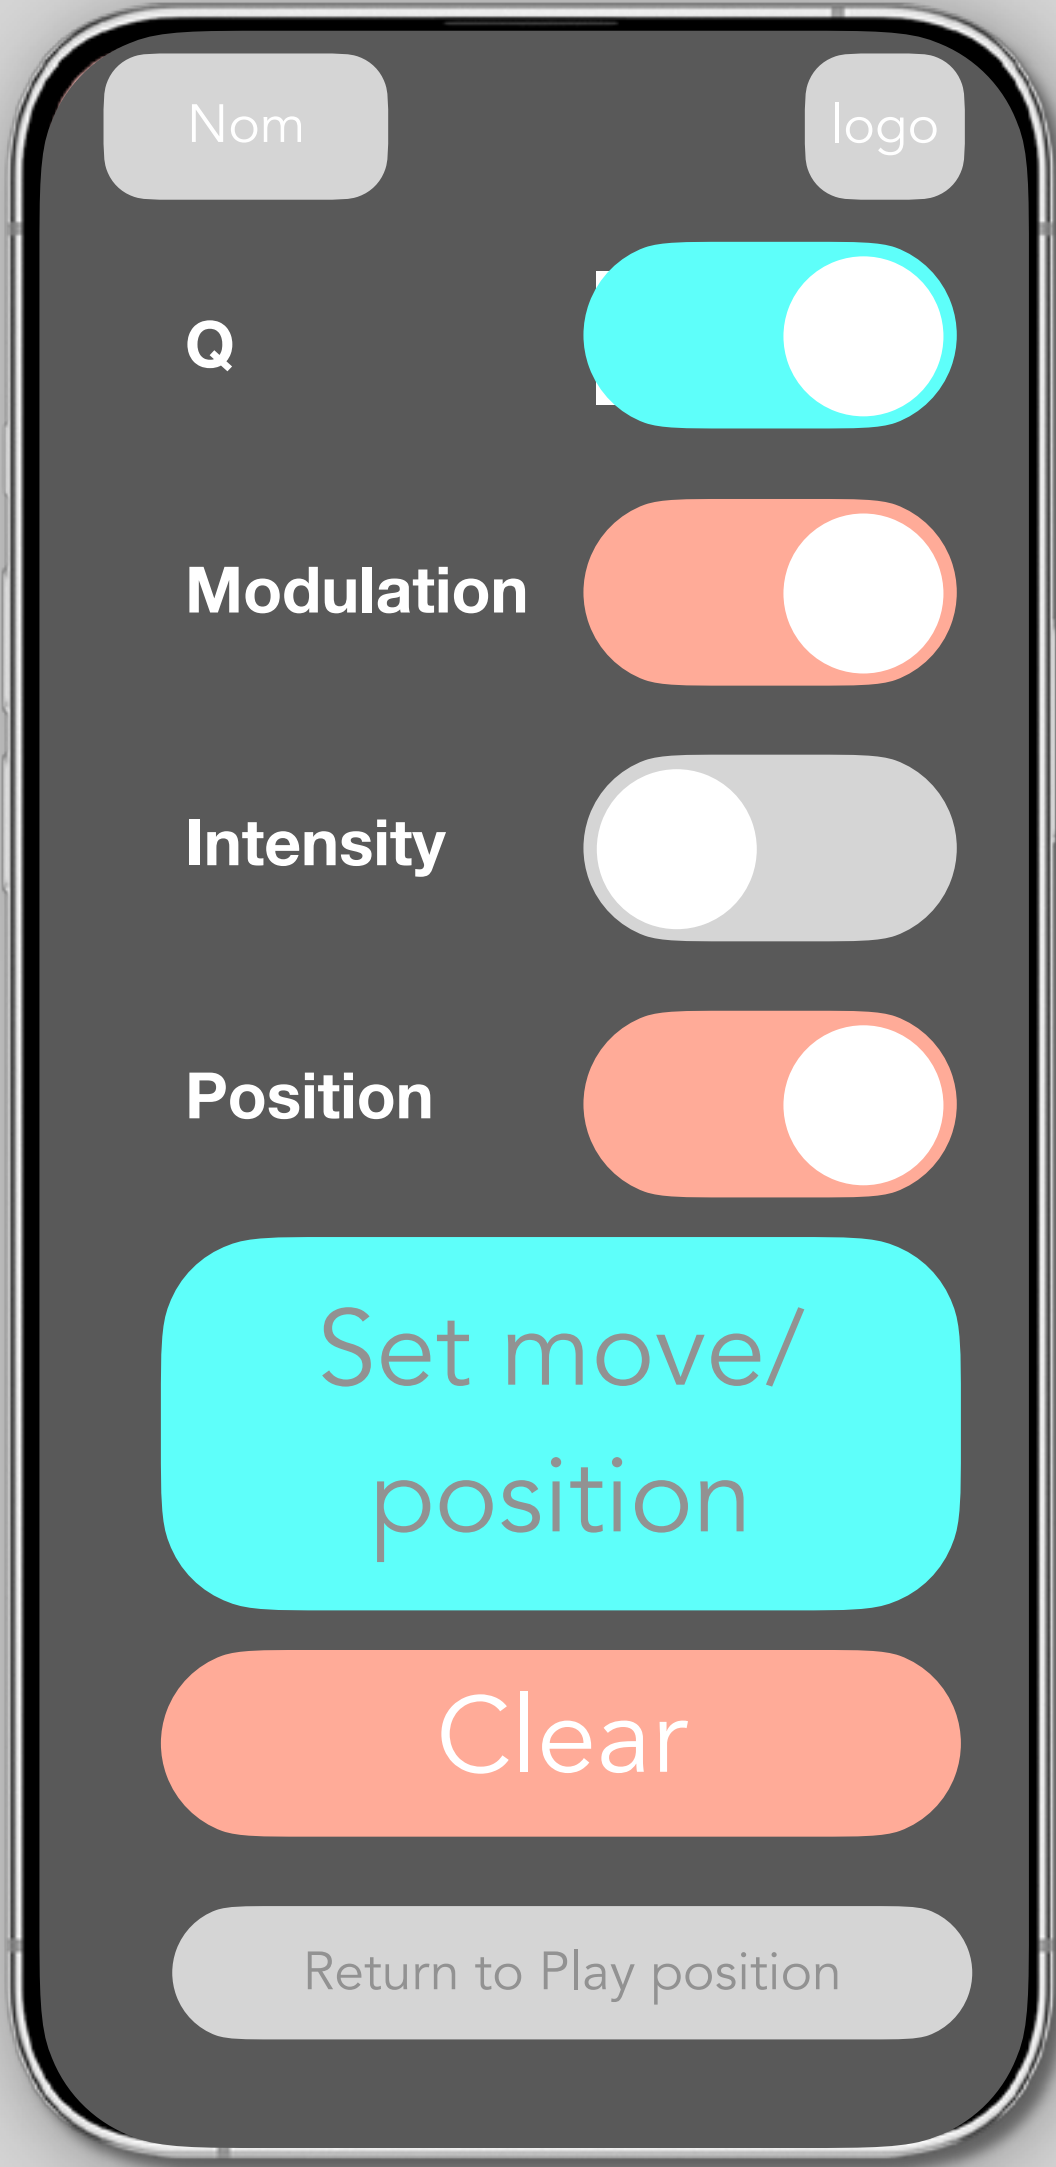 Nom
logo
Q
Modulation
Intensity
Position
Set move/
position
Clear
Return to Play position